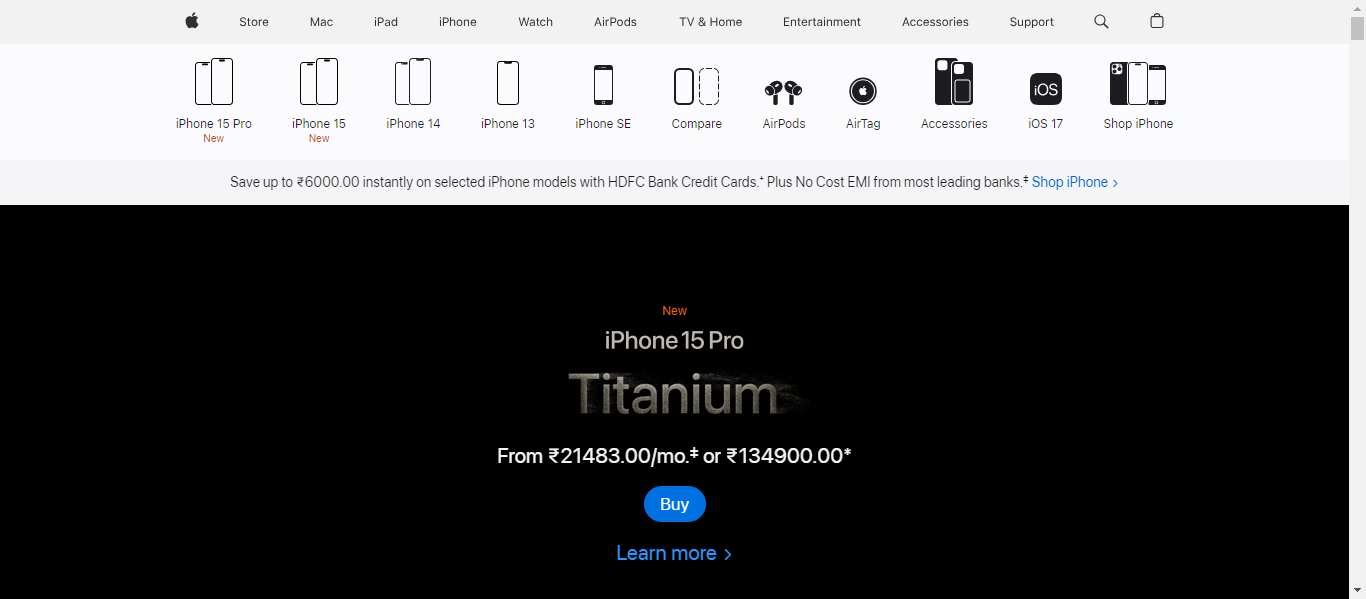 Store Mac iPad iPhone Watch AirPods TV & Home Entertainment Accessories Support
iPhone 15 Pro iPhone 15 iPhone 14 iPhone 13 iPhone SE Compare AirPods AirTag Accessories iOS iOS 17 Shop iPhone
New New
Save up to ₹6000.00 instantly on selected iPhone models with HDFC Bank Credit Cards.⁺ Plus No Cost EMI from most leading banks.‡ Shop iPhone >
New
iPhone 15 Pro
Titanium
From ₹21483.00/mo.‡ or ₹134900.00*
Buy
Learn more >